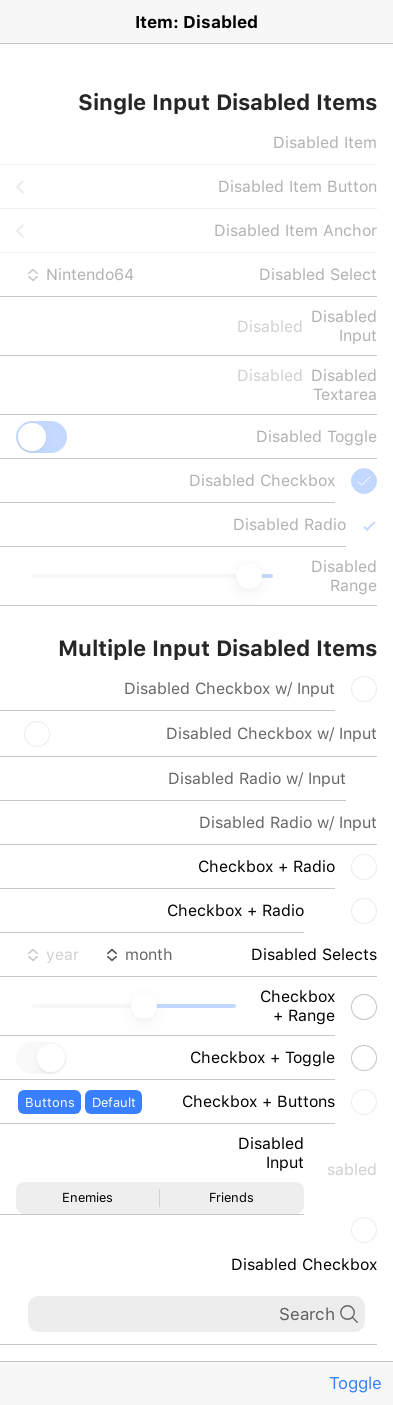 Item: Disabled
Single Input Disabled Items
Disabled Item
Disabled Item Button
Disabled Item Anchor
Disabled Select
Nintendo64
Disabled
Input
Disabled
Disabled
Textarea
Disabled
Disabled Toggle
Disabled Checkbox
Disabled Radio
Disabled
Range
Multiple Input Disabled Items
Disabled Checkbox w/ Input
Disabled Checkbox w/ Input
Disabled Radio w/ Input
Disabled Radio w/ Input
Checkbox + Radio
Checkbox + Radio
Disabled Selects
month
year
Checkbox
+ Range
Checkbox + Toggle
Checkbox + Buttons
Default
Buttons
Disabled
Input
sabled
Friends
Enemies
Disabled Checkbox
Search
Toggle